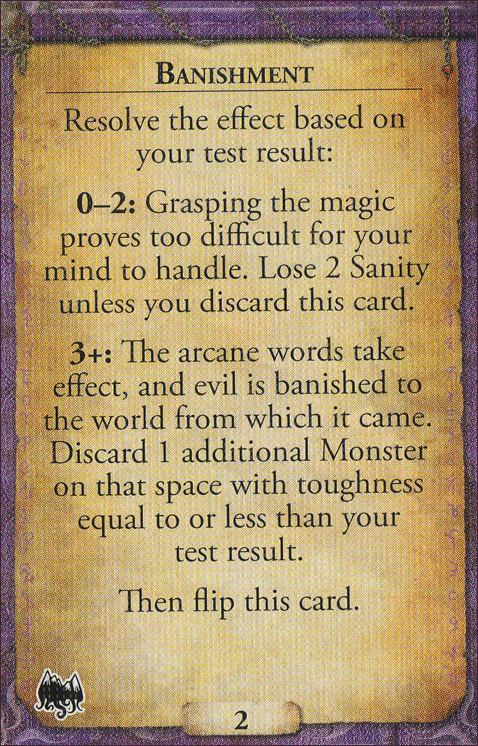 BANISHMENT
Resolve the effect based on
your test result:
0–2: Grasping the magic
proves too difficult for your
mind to handle. Lose 2 Sanity
unless you discard this card.
3+: The arcane words take
effect, and evil is banished to
the world from which it came.
Discard 1 additional Monster
on that space with toughness
equal to or less than your
test result.
Then flip this card.
2